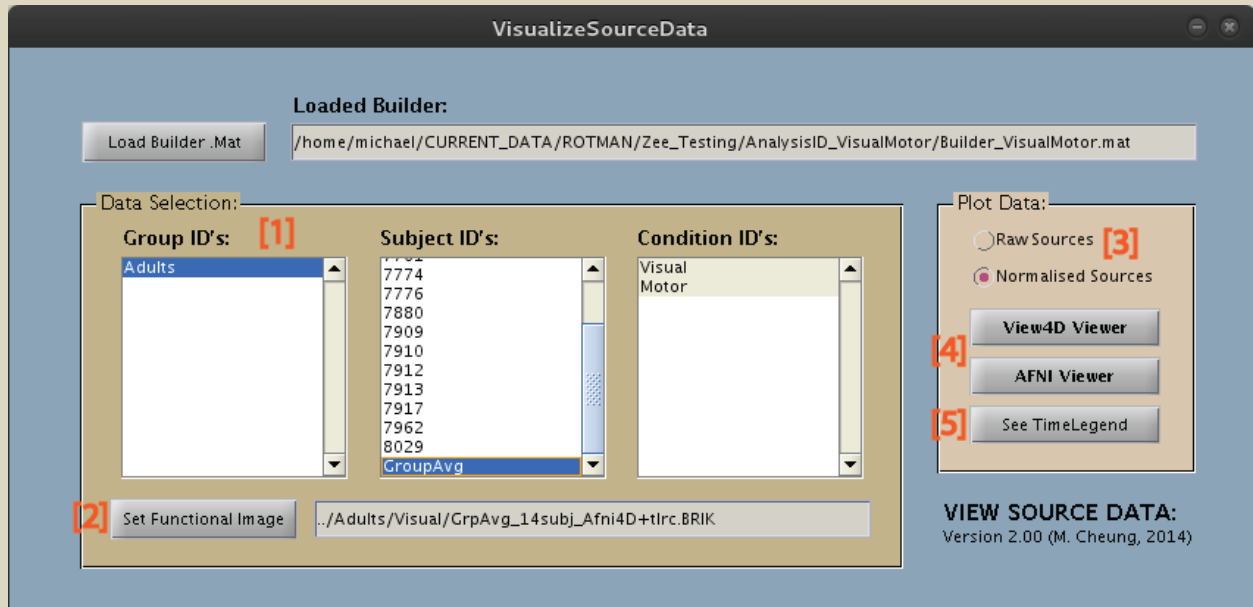 VisualizeSourceData
Loaded Builder:
Load Builder .Mat
/home/michael/CURRENT_DATA/ROTMAN/Zee_Testing/AnalysisID_VisualMotor/Builder_VisualMotor.mat
Data Selection:
Group ID's: [1]
Adults
Subject ID's:
7774
7776
7880
7909
7910
7912
7913
7917
7962
8029
GroupAvg
Condition ID's:
Visual
Motor
[2] Set Functional Image
../Adults/Visual/GrpAvg_14subj_Afni4D+tlrc.BRIK
Plot Data:
Raw Sources [3]
Normalised Sources
[4]
View4D Viewer
AFNI Viewer
[5] See TimeLegend
VIEW SOURCE DATA:
Version 2.00 (M. Cheung, 2014)